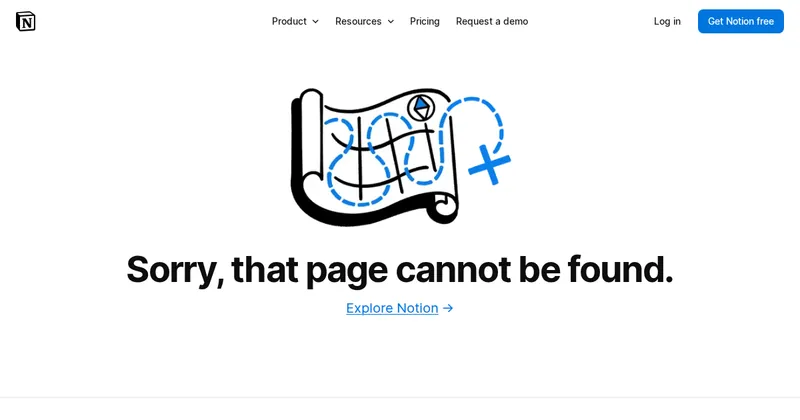 N
Product
Resources
Pricing
Request a demo
Log in
Get Notion free
Sorry, that page cannot be found.
Explore Notion →